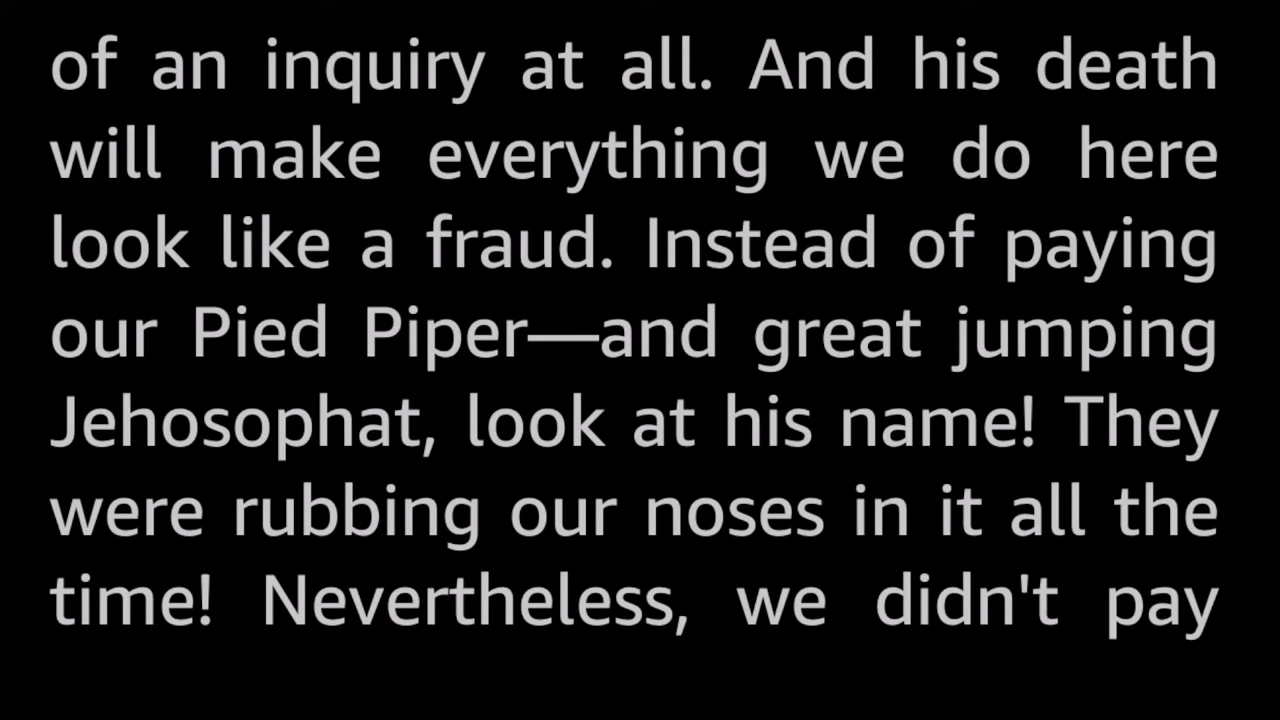 of an inquiry at all. And his death
will make everything we do here
look like a fraud. Instead of paying
our Pied Piper—and great jumping
Jehosophat, look at his name! They
were rubbing our noses in it all the
time! Nevertheless, we didn't pay